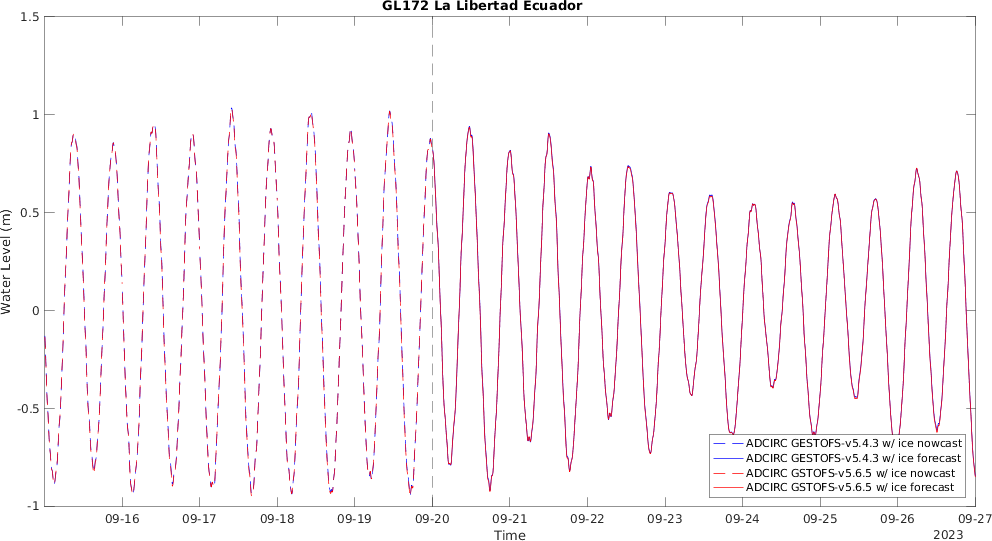 GL172 La Libertad Ecuador
1.5
1
0.5
0
-0.5
-1
Water Level (m)
ADCIRC GESTOFS-v5.4.3 w/ ice nowcast
ADCIRC GESTOFS-v5.4.3 w/ ice forecast
ADCIRC GSTOFS-v5.6.5 w/ ice nowcast
ADCIRC GSTOFS-v5.6.5 w/ ice forecast
09-16 09-17 09-18 09-19 09-20 09-21 09-22 09-23 09-24 09-25 09-26 09-27
Time
2023